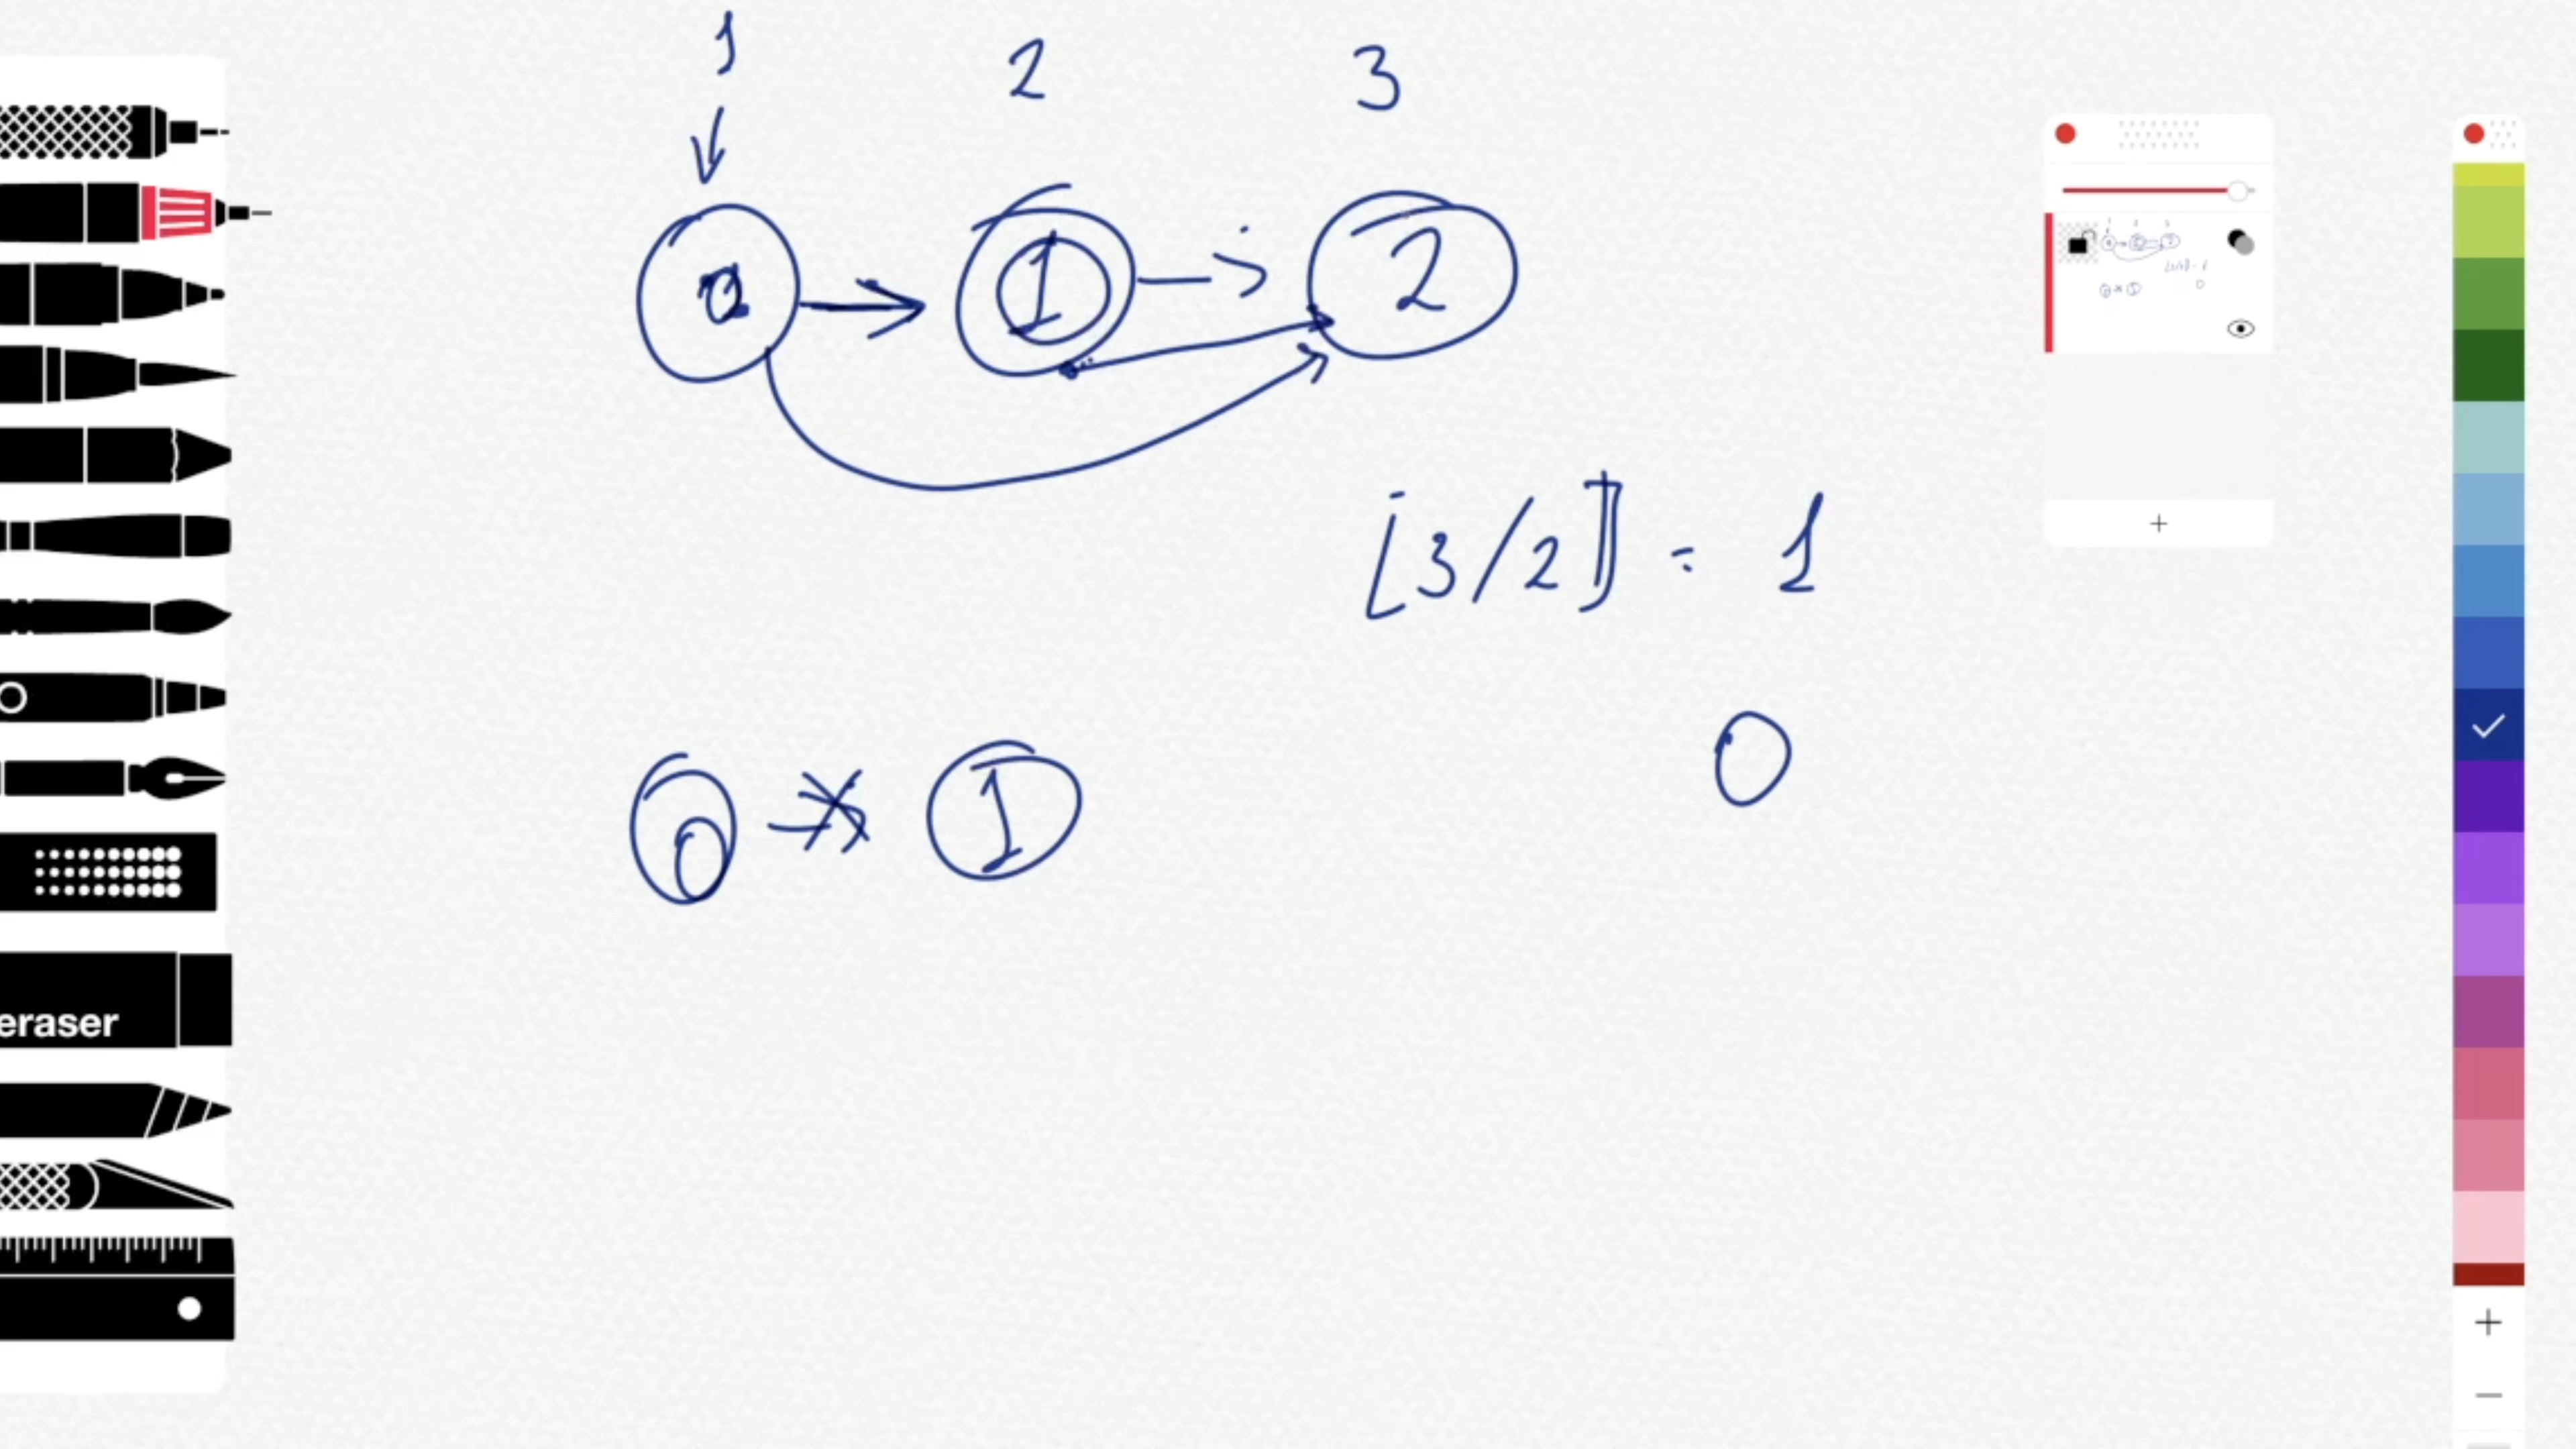 1 2 3
0 → 1 → 2
[3/2] = 1
0 1 0
eraser